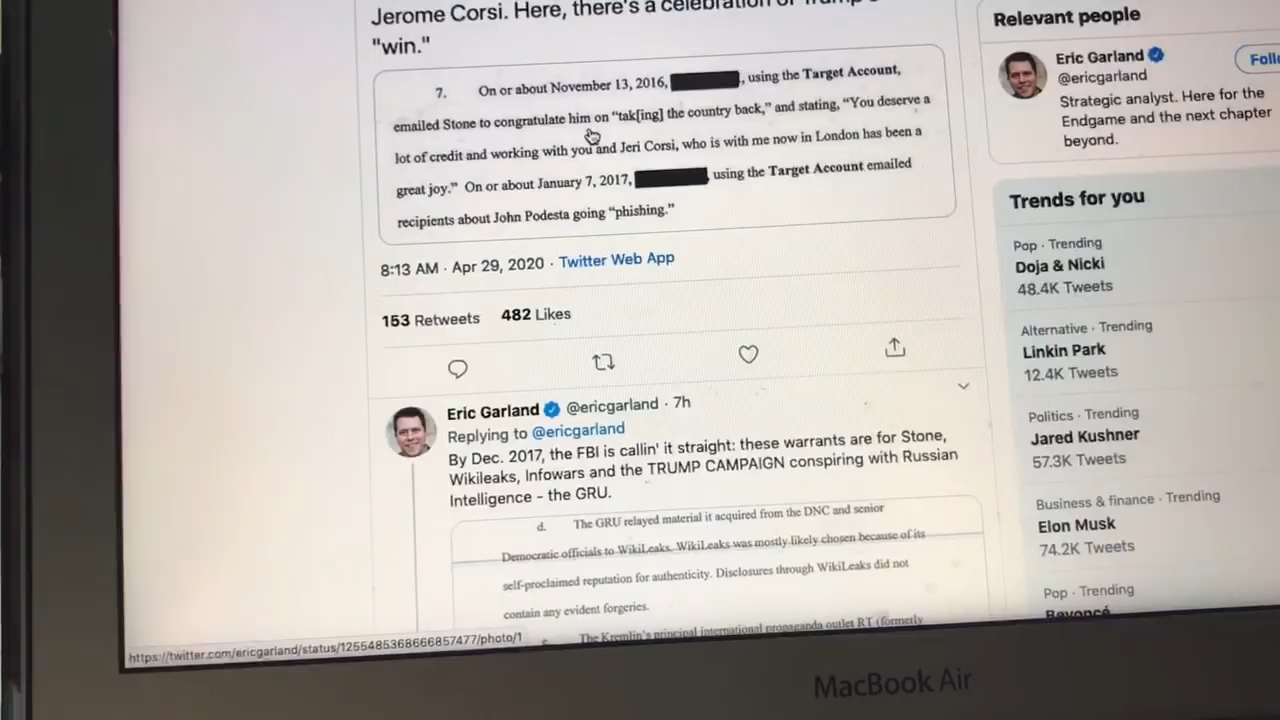 Jerome Corsi. Here, there's a celebration of Trump's
"win."
7. On or about November 13, 2016, , using the Target Account,
emailed Stone to congratulate him on "tak[ing] the country back," and stating, "You deserve a
lot of credit and working with you and Jeri Corsi, who is with me now in London has been a
great joy." On or about January 7, 2017, , using the Target Account emailed
recipients about John Podesta going "phishing."
8:13 AM · Apr 29, 2020 · Twitter Web App
153 Retweets 482 Likes
Eric Garland @ericgarland · 7h
Replying to @ericgarland
By Dec. 2017, the FBI is callin' it straight: these warrants are for Stone,
Wikileaks, Infowars and the TRUMP CAMPAIGN conspiring with Russian
Intelligence - the GRU.
d. The GRU relayed material it acquired from the DNC and senior
Democratic officials to WikiLeaks. WikiLeaks was mostly likely chosen because of its
self-proclaimed reputation for authenticity. Disclosures through WikiLeaks did not
contain any evident forgeries.
The Kremlin's principal international propaganda outlet RT (formerly
https://twitter.com/ericgarland/status/1255485368666857477/photo/1
Relevant people
Eric Garland
@ericgarland
Strategic analyst. Here for the
Endgame and the next chapter
beyond.
Trends for you
Pop · Trending
Doja & Nicki
48.4K Tweets
Alternative · Trending
Linkin Park
12.4K Tweets
Politics · Trending
Jared Kushner
57.3K Tweets
Business & finance · Trending
Elon Musk
74.2K Tweets
Pop · Trending
Beyoncé
MacBook Air